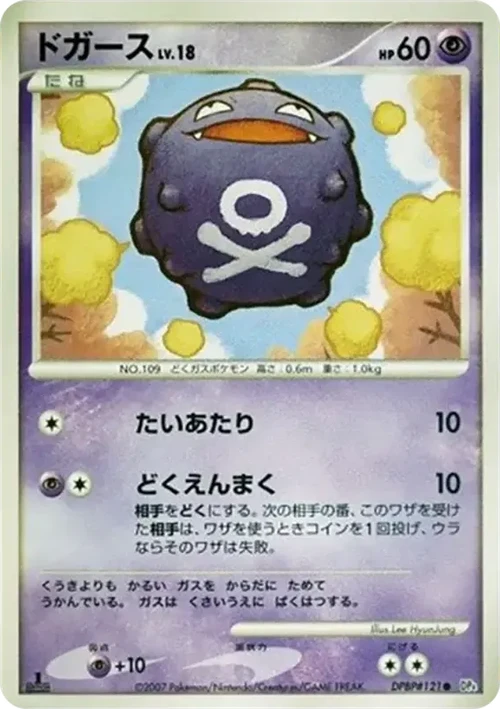 ドガース LV.18 HP60
たね
NO.109 どくガスポケモン 高さ:0.6m 重さ:1.0kg
たいあたり 10
どくえんまく 10
相手をどくにする。次の相手の番、このワザを受け
た相手は、ワザを使うときコインを1回投げ、ウラ
ならそのワザは失敗。
くうきよりも かるい ガスを からだに ためて
うかんでいる。 ガスは くさいうえに ばくはつする。
Illus.Lee HyunJung
弱点 抵抗力 にげる
+10
1
©2007 Pokémon/Nintendo/Creatures/GAME FREAK
DPBP#121